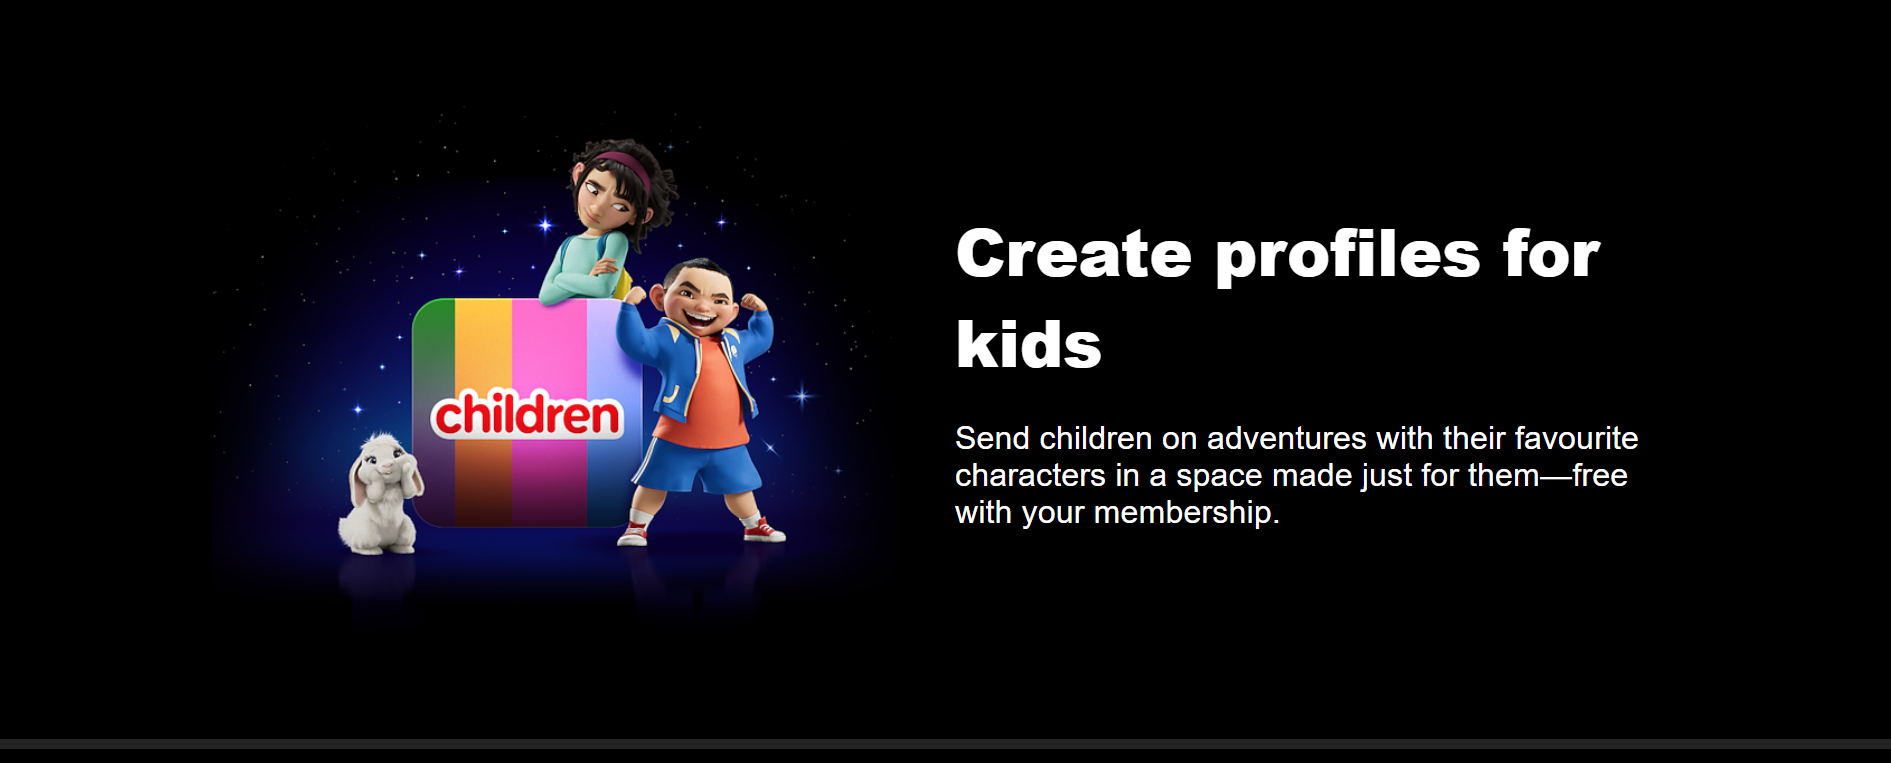 children
Create profiles for
kids
Send children on adventures with their favourite
characters in a space made just for them—free
with your membership.